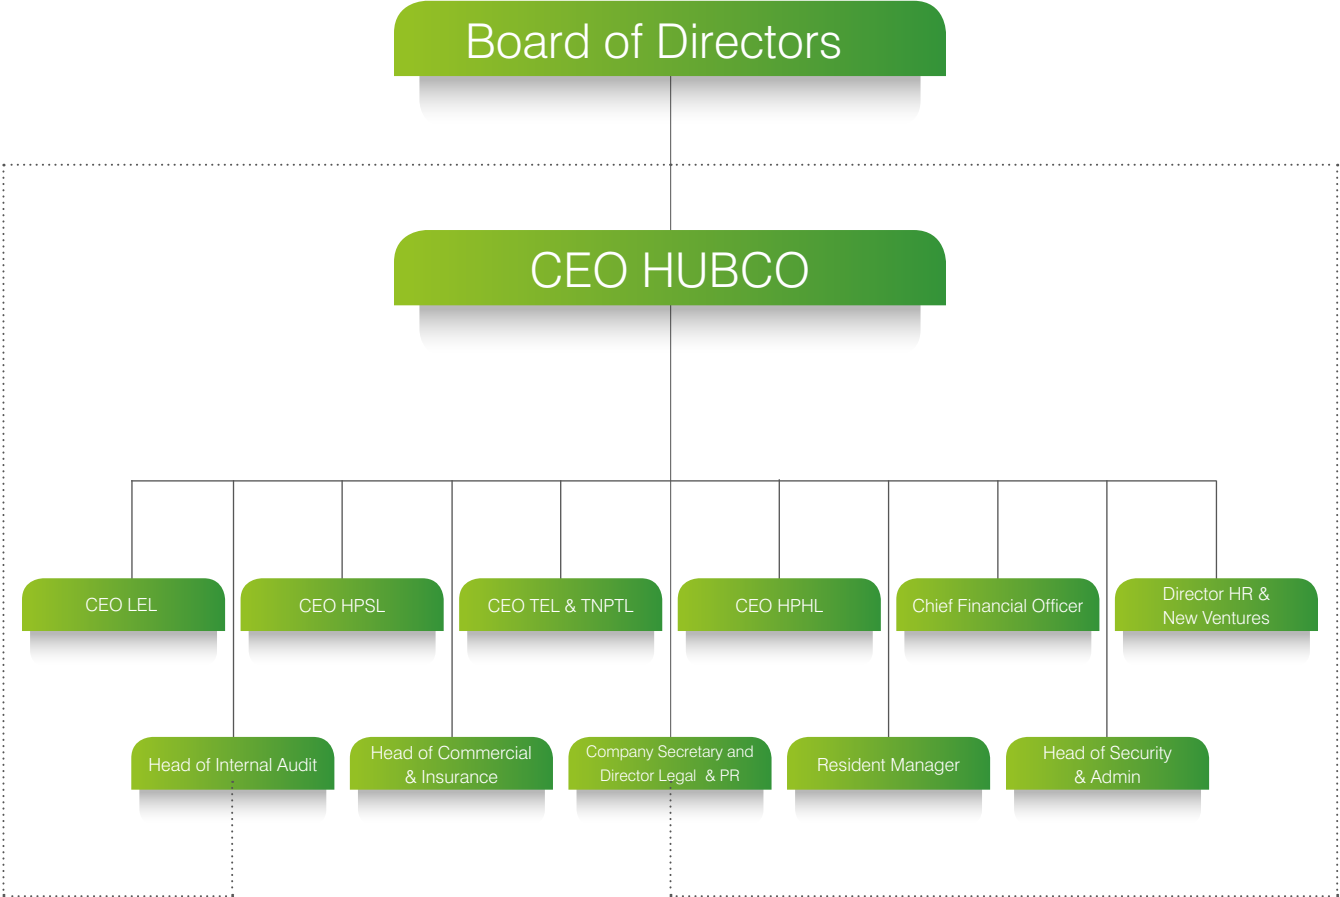 Board of Directors
CEO HUBCO
CEO LEL
CEO HPSL
CEO TEL & TNPTL
CEO HPHL
Chief Financial Officer
Director HR &
New Ventures
Head of Internal Audit
Head of Commercial
& Insurance
Company Secretary and
Director Legal & PR
Resident Manager
Head of Security
& Admin